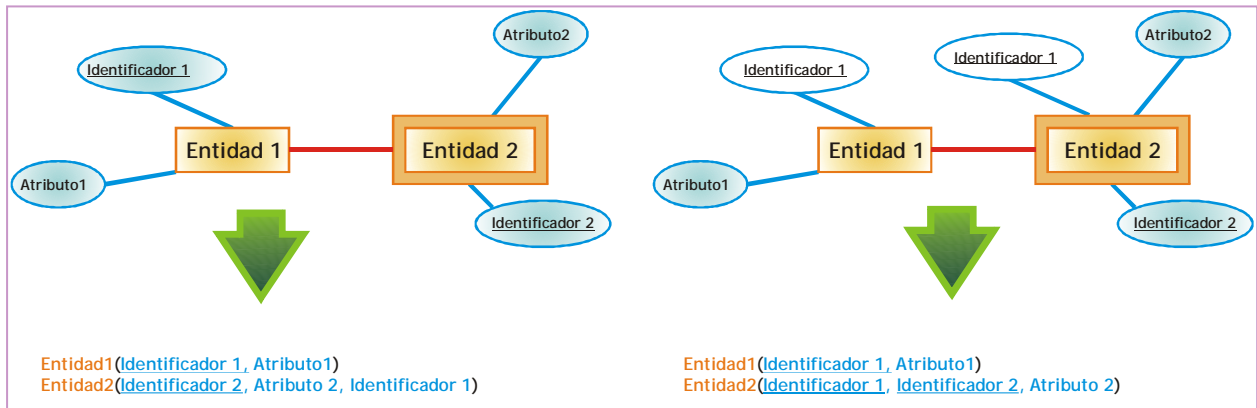 Atributo2
Identificador 1
Entidad 1
Entidad 2
Atributo1
Identificador 2
Entidad1(Identificador 1, Atributo1)
Entidad2(Identificador 2, Atributo 2, Identificador 1)
Atributo2
Identificador 1
Identificador 1
Entidad 1
Entidad 2
Atributo1
Identificador 2
Entidad1(Identificador 1, Atributo1)
Entidad2(Identificador 1, Identificador 2, Atributo 2)